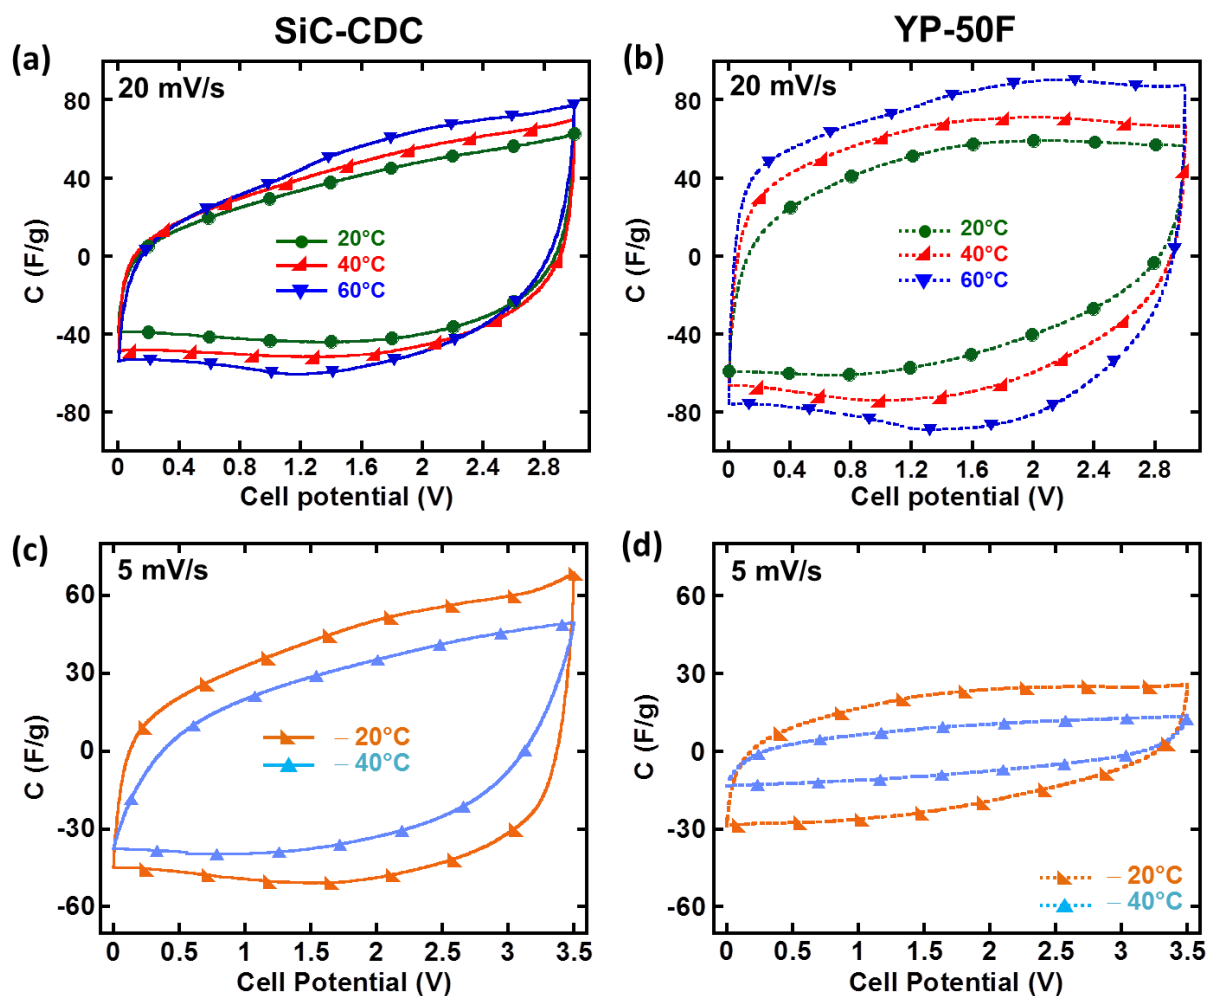 SiC-CDC
YP-50F
(a)
20 mV/s
80
40
0
-40
-80
C (F/g)
20°C
40°C
60°C
0 0.4 0.8 1.2 1.6 2 2.4 2.8
Cell potential (V)
(b)
20 mV/s
80
40
0
-40
-80
C (F/g)
20°C
40°C
60°C
0 0.4 0.8 1.2 1.6 2 2.4 2.8
Cell potential (V)
(c)
5 mV/s
60
30
0
-30
-60
C (F/g)
– 20°C
– 40°C
0 0.5 1 1.5 2 2.5 3 3.5
Cell Potential (V)
(d)
5 mV/s
60
30
0
-30
-60
C (F/g)
– 20°C
– 40°C
0 0.5 1 1.5 2 2.5 3 3.5
Cell Potential (V)